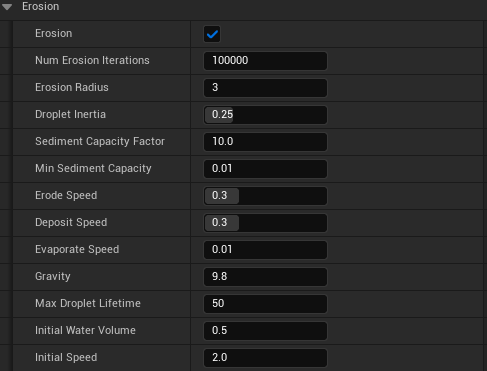 Erosion
Erosion
Num Erosion Iterations 100000
Erosion Radius 3
Droplet Inertia 0.25
Sediment Capacity Factor 10.0
Min Sediment Capacity 0.01
Erode Speed 0.3
Deposit Speed 0.3
Evaporate Speed 0.01
Gravity 9.8
Max Droplet Lifetime 50
Initial Water Volume 0.5
Initial Speed 2.0